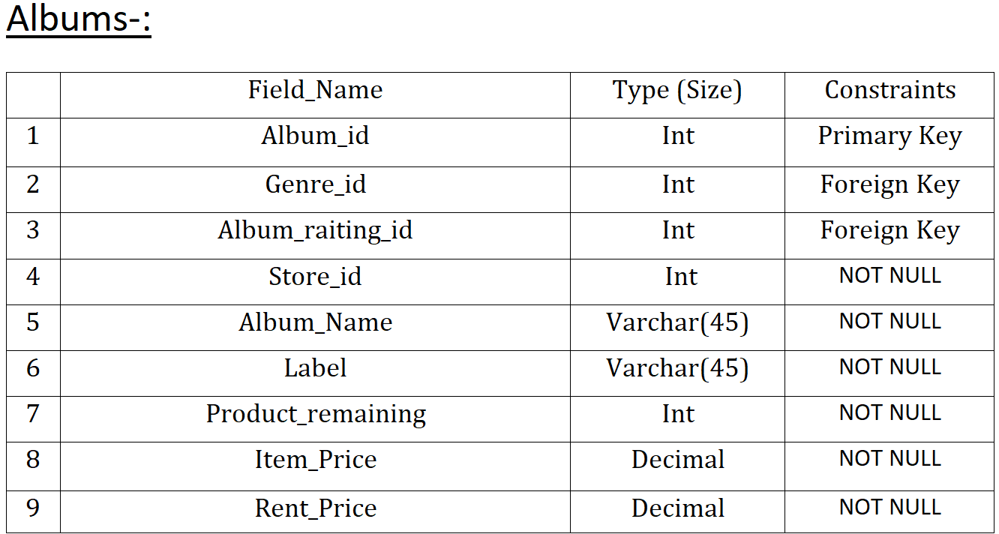 Albums-:
Field_Name Type (Size) Constraints
1 Album_id Int Primary Key
2 Genre_id Int Foreign Key
3 Album_raiting_id Int Foreign Key
4 Store_id Int NOT NULL
5 Album_Name Varchar(45) NOT NULL
6 Label Varchar(45) NOT NULL
7 Product_remaining Int NOT NULL
8 Item_Price Decimal NOT NULL
9 Rent_Price Decimal NOT NULL